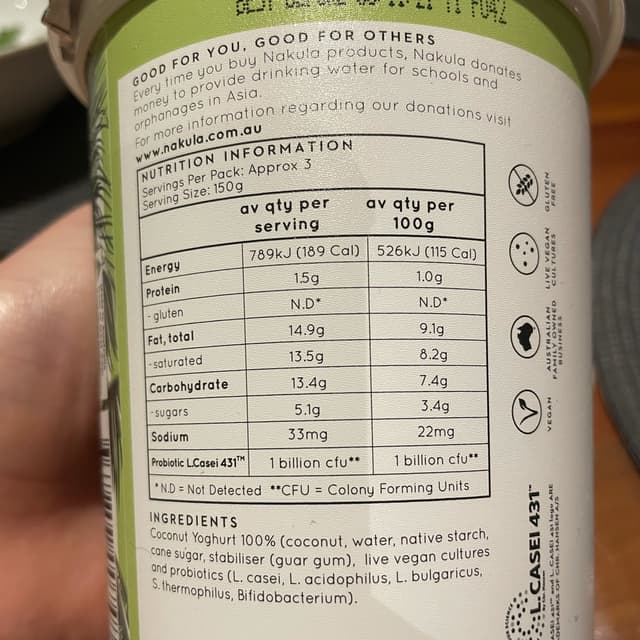 GOOD FOR YOU, GOOD FOR OTHERS
Every time you buy Nakula products, Nakula donates
money to provide drinking water for schools and
orphanages in Asia.
For more information regarding our donations visit
www.nakula.com.au
NUTRITION INFORMATION
Servings Per Pack: Approx 3
Serving Size: 150g
av qty per serving av qty per 100g
Energy 789kJ (189 Cal) 526kJ (115 Cal)
Protein 1.5g 1.0g
- gluten N.D* N.D*
Fat, total 14.9g 9.1g
- saturated 13.5g 8.2g
Carbohydrate 13.4g 7.4g
- sugars 5.1g 3.4g
Sodium 33mg 22mg
Probiotic L.Casei 431™ 1 billion cfu** 1 billion cfu**
*N.D = Not Detected **CFU = Colony Forming Units
INGREDIENTS
Coconut Yoghurt 100% (coconut, water, native starch,
cane sugar, stabiliser (guar gum), live vegan cultures
and probiotics (L. casei, L. acidophilus, L. bulgaricus,
S. thermophilus, Bifidobacterium).
GLUTEN
FREE
LIVE VEGAN
CULTURES
AUSTRALIAN
FAMILY OWNED
BUSINESS
VEGAN
L.CASEI 431™